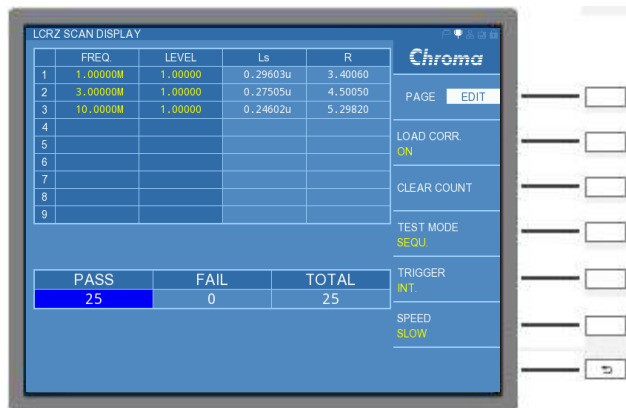 LCRZ SCAN DISPLAY
Chroma
FREQ. LEVEL Ls R
1 1.00000M 1.00000 0.29603u 3.40060
2 3.00000M 1.00000 0.27505u 4.50050
3 10.0000M 1.00000 0.24602u 5.29820
4
5
6
7
8
9
PASS FAIL TOTAL
25 0 25
PAGE EDIT
LOAD CORR.
ON
CLEAR COUNT
TEST MODE
SEQU.
TRIGGER
INT.
SPEED
SLOW